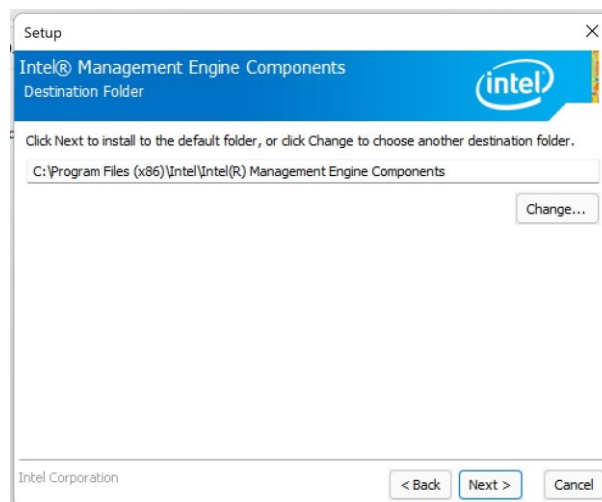 Setup
Intel® Management Engine Components
Destination Folder
intel
Click Next to install to the default folder, or click Change to choose another destination folder.
C:\Program Files (x86)\Intel\Intel(R) Management Engine Components
Change...
Intel Corporation
< Back
Next >
Cancel